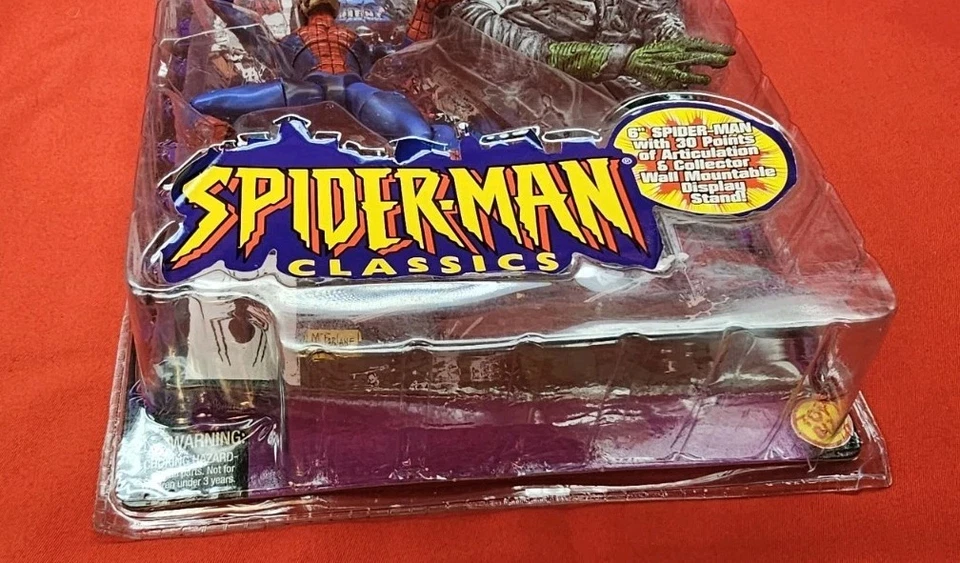 SPIDER-MAN®
CLASSICS
6" SPIDER-MAN
with 30 Points
of Articulation
& Collector
Wall Mountable
Display
Stand!
McFarlane
WARNING:
CHOKING HAZARD-
parts. Not for
under 3 years.